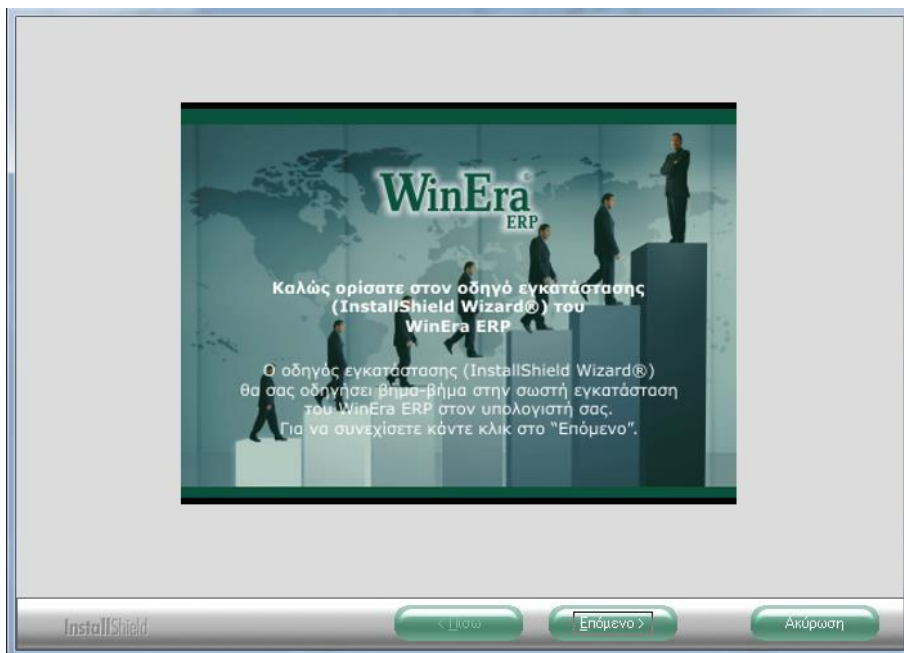 WinEra©
ERP
Καλώς ορίσατε στον οδηγό εγκατάστασης
(InstallShield Wizard®) του
WinEra ERP
Ο οδηγός εγκατάστασης (InstallShield Wizard®)
θα σας οδηγήσει βήμα-βήμα στην σωστή εγκατάσταση
του WinEra ERP στον υπολογιστή σας.
Για να συνεχίσετε κάντε κλικ στο “Επόμενο”.
InstallShield
< Πίσω
Επόμενο >
Ακύρωση